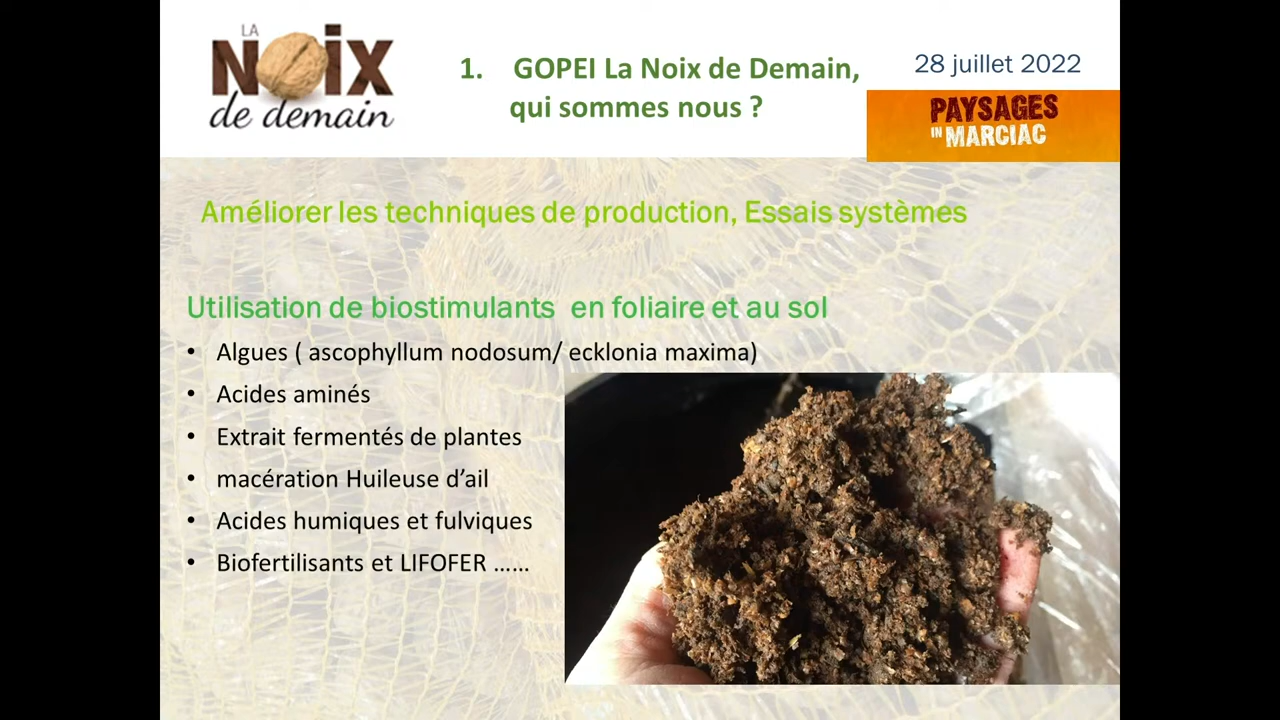 LA
NOIX
de demain
1. GOPEI La Noix de Demain,
qui sommes nous ?
28 juillet 2022
PAYSAGES
IN MARCIAC
Améliorer les techniques de production, Essais systèmes
Utilisation de biostimulants en foliaire et au sol
• Algues ( ascophyllum nodosum/ ecklonia maxima)
• Acides aminés
• Extrait fermentés de plantes
• macération Huileuse d’ail
• Acides humiques et fulviques
• Biofertilisants et LIFOFER ......